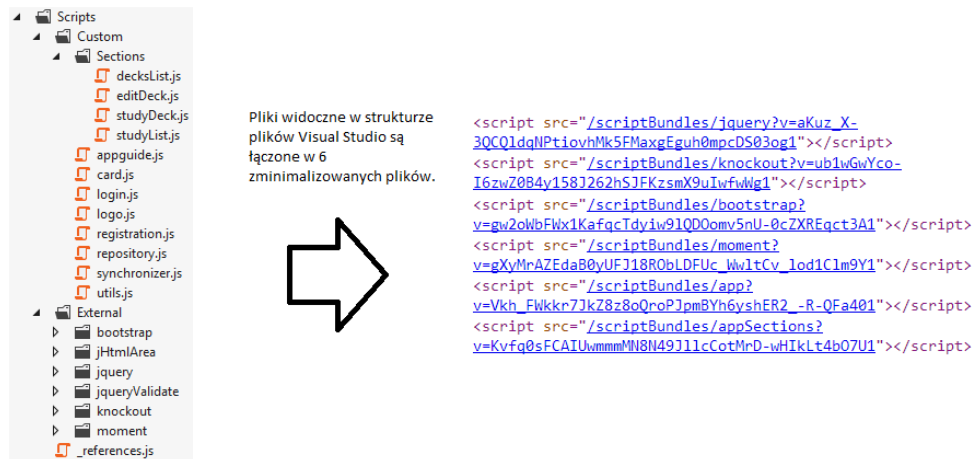 Scripts
Custom
Sections
decksList.js
editDeck.js
studyDeck.js
studyList.js
appguide.js
card.js
login.js
logo.js
registration.js
repository.js
synchronizer.js
utils.js
External
bootstrap
jHtmlArea
jquery
jqueryValidate
knockout
moment
_references.js
Pliki widoczne w strukturze
plików Visual Studio są
łączone w 6
zminimalizowanych plików.
<script src="/scriptBundles/jquery?v=aKuz_X-
3QCQldqNPtiovhMk5FMaxgEguh0mpcDS03og1"></script>
<script src="/scriptBundles/knockout?v=ub1wGwYco-
I6zwZ0B4y158J262hSJFKzsmX9uIwfwWg1"></script>
<script src="/scriptBundles/bootstrap?
v=gw2oWbFWx1KafqcTdyiw9lQDOomv5nU-0cZXREqct3A1"></script>
<script src="/scriptBundles/moment?
v=gXyMrAZEdaB0yUFJ18RObLDFUc_WwltCv_lod1Clm9Y1"></script>
<script src="/scriptBundles/app?
v=Vkh_FWkkr7JkZ8z8oQroPJpmBYh6yshER2_-R-QFa401"></script>
<script src="/scriptBundles/appSections?
v=Kvfq0sFCAIUwmmmMN8N49JllcCotMrD-wHIkLt4bO7U1"></script>